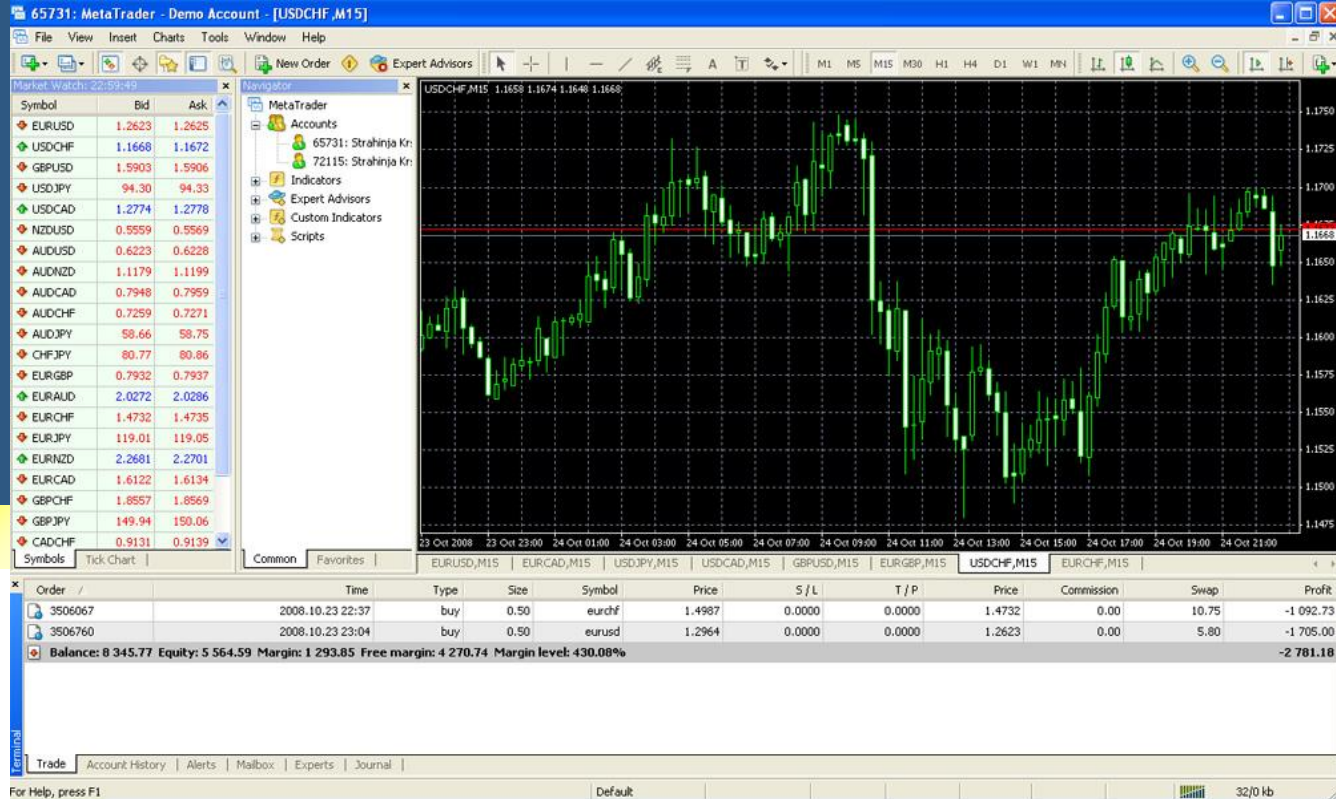 65731: MetaTrader - Demo Account - [USDCHF,M15]
File View Insert Charts Tools Window Help
New Order Expert Advisors A T M1 M5 M15 M30 H1 H4 D1 W1 MN
Market Watch: 22:59:49
Symbol Bid Ask
EURUSD 1.2623 1.2625
USDCHF 1.1668 1.1672
GBPUSD 1.5903 1.5906
USDJPY 94.30 94.33
USDCAD 1.2774 1.2778
NZDUSD 0.5559 0.5569
AUDUSD 0.6223 0.6228
AUDNZD 1.1179 1.1199
AUDCAD 0.7948 0.7959
AUDCHF 0.7259 0.7271
AUDJPY 58.66 58.75
CHFJPY 80.77 80.86
EURGBP 0.7932 0.7937
EURAUD 2.0272 2.0286
EURCHF 1.4732 1.4735
EURJPY 119.01 119.05
EURNZD 2.2681 2.2701
EURCAD 1.6122 1.6134
GBPCHF 1.8557 1.8569
GBPJPY 149.94 150.06
CADCHF 0.9131 0.9139
Symbols Tick Chart
Navigator
MetaTrader
Accounts
65731: Strahinja Kr
72115: Strahinja Kr
Indicators
Expert Advisors
Custom Indicators
Scripts
Common Favorites
USDCHF,M15 1.1658 1.1674 1.1648 1.1668
1.1750
1.1725
1.1700
1.1668
1.1650
1.1625
1.1600
1.1575
1.1550
1.1525
1.1500
1.1475
23 Oct 2008 23 Oct 23:00 24 Oct 01:00 24 Oct 03:00 24 Oct 05:00 24 Oct 07:00 24 Oct 09:00 24 Oct 11:00 24 Oct 13:00 24 Oct 15:00 24 Oct 17:00 24 Oct 19:00 24 Oct 21:00
EURUSD,M15 EURCAD,M15 USDJPY,M15 USDCAD,M15 GBPUSD,M15 EURGBP,M15 USDCHF,M15 EURCHF,M15
Order / Time Type Size Symbol Price S / L T / P Price Commission Swap Profit
3506067 2008.10.23 22:37 buy 0.50 eurchf 1.4987 0.0000 0.0000 1.4732 0.00 10.75 -1 092.73
3506760 2008.10.23 23:04 buy 0.50 eurusd 1.2964 0.0000 0.0000 1.2623 0.00 5.80 -1 705.00
Balance: 8 345.77 Equity: 5 564.59 Margin: 1 293.85 Free margin: 4 270.74 Margin level: 430.08% -2 781.18
Terminal
Trade Account History Alerts Mailbox Experts Journal
For Help, press F1 Default 32/0 kb